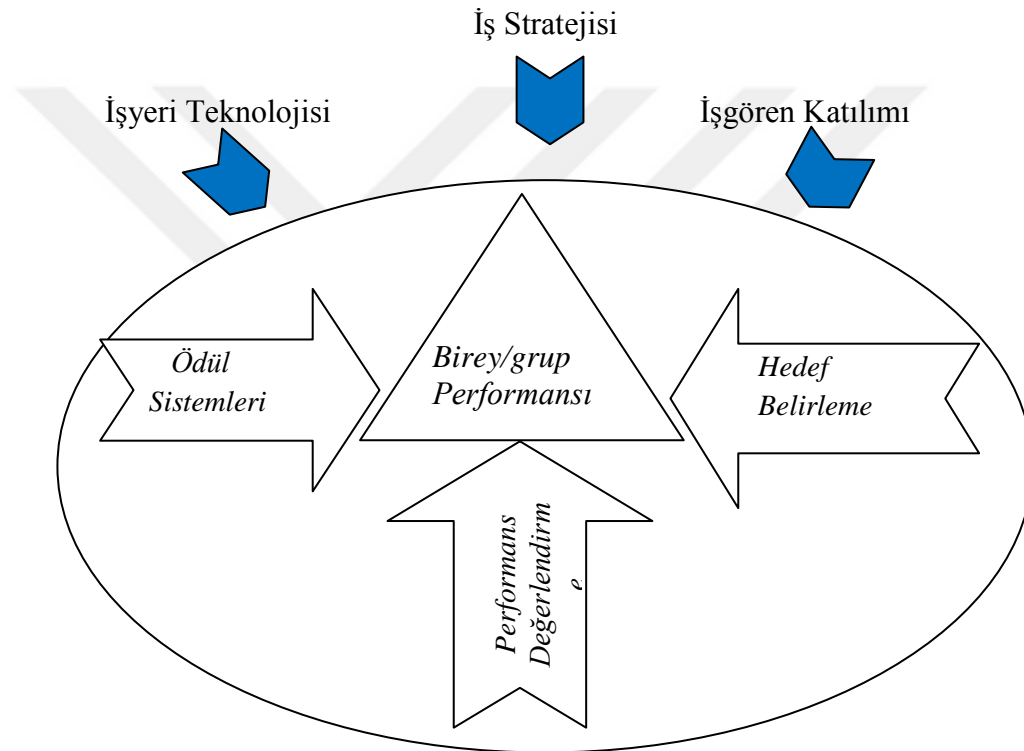 İş Stratejisi
İşyeri Teknolojisi
İşgören Katılımı
Ödül
Sistemleri
Birey/grup
Performansı
Hedef
Belirleme
Performans
Değerlendirm
e